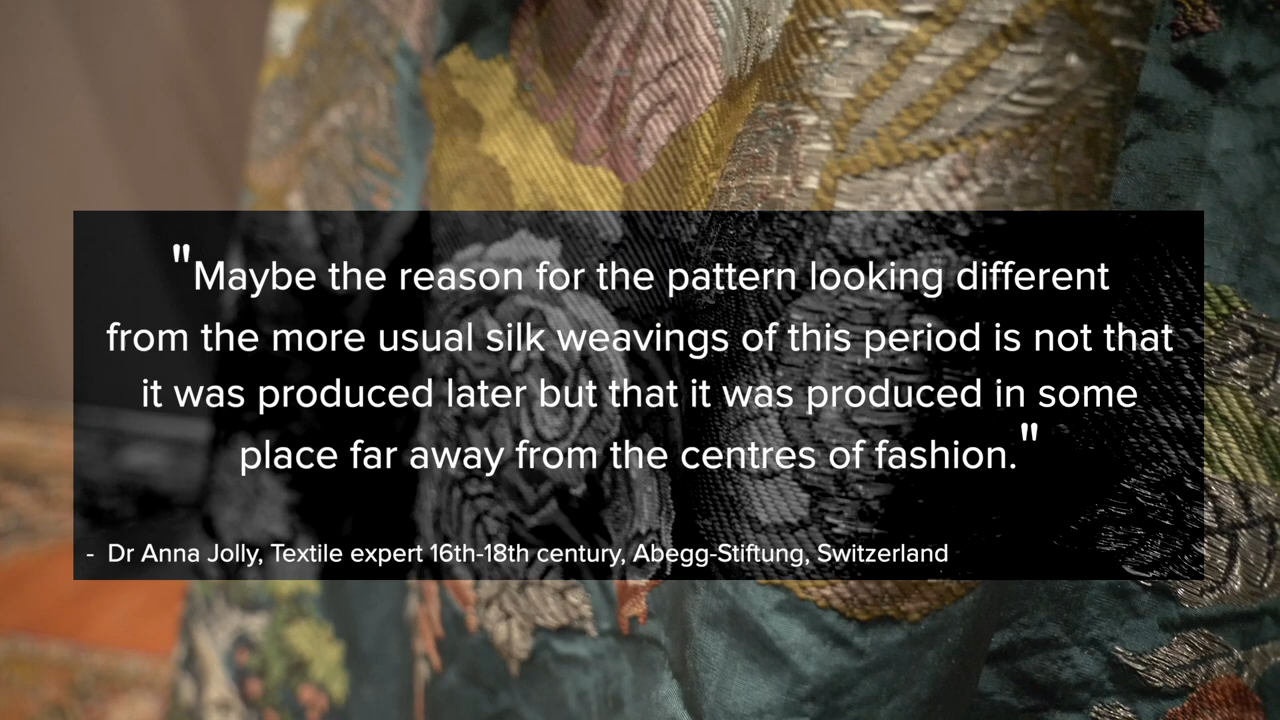 "Maybe the reason for the pattern looking different
from the more usual silk weavings of this period is not that
it was produced later but that it was produced in some
place far away from the centres of fashion."
- Dr Anna Jolly, Textile expert 16th-18th century, Abegg-Stiftung, Switzerland